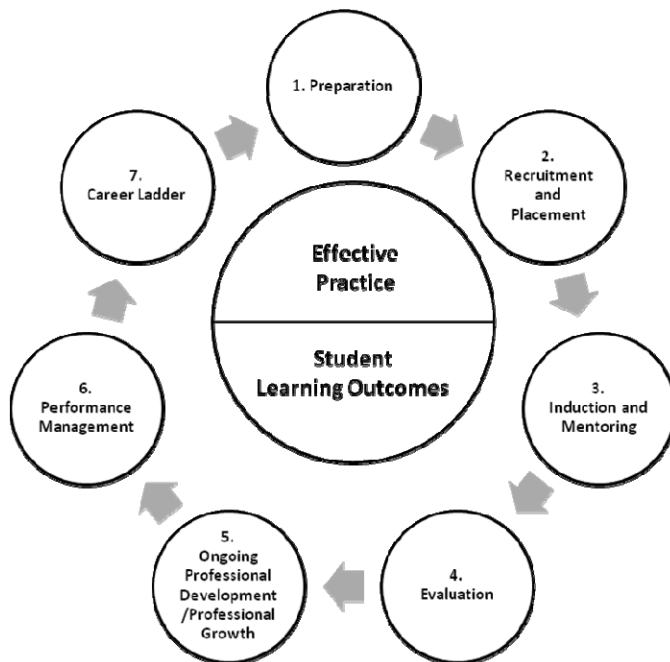 1. Preparation
2.
Recruitment
and
Placement
3.
Induction and
Mentoring
4.
Evaluation
5.
Ongoing
Professional
Development
/Professional
Growth
6.
Performance
Management
7.
Career Ladder
Effective
Practice
Student
Learning Outcomes